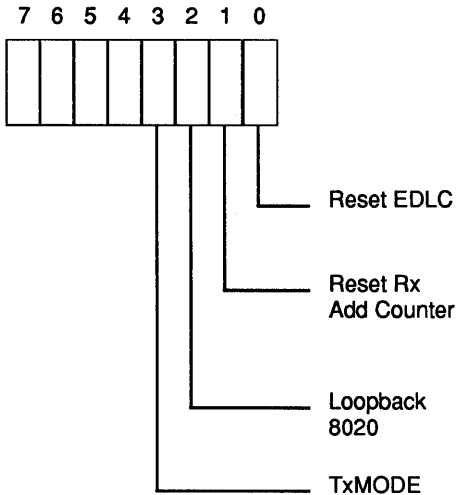 7 6 5 4 3 2 1 0
Reset EDLC
Reset Rx
Add Counter
Loopback
8020
TxMODE